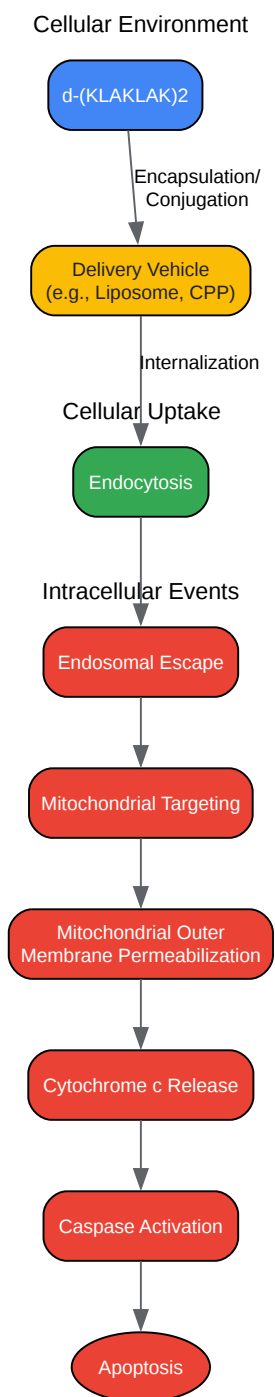 Cellular Environment
d-(KLAKLAK)2
Encapsulation/
Conjugation
Delivery Vehicle
(e.g., Liposome, CPP)
Internalization
Cellular Uptake
Endocytosis
Intracellular Events
Endosomal Escape
Mitochondrial Targeting
Mitochondrial Outer
Membrane Permeabilization
Cytochrome c Release
Caspase Activation
Apoptosis